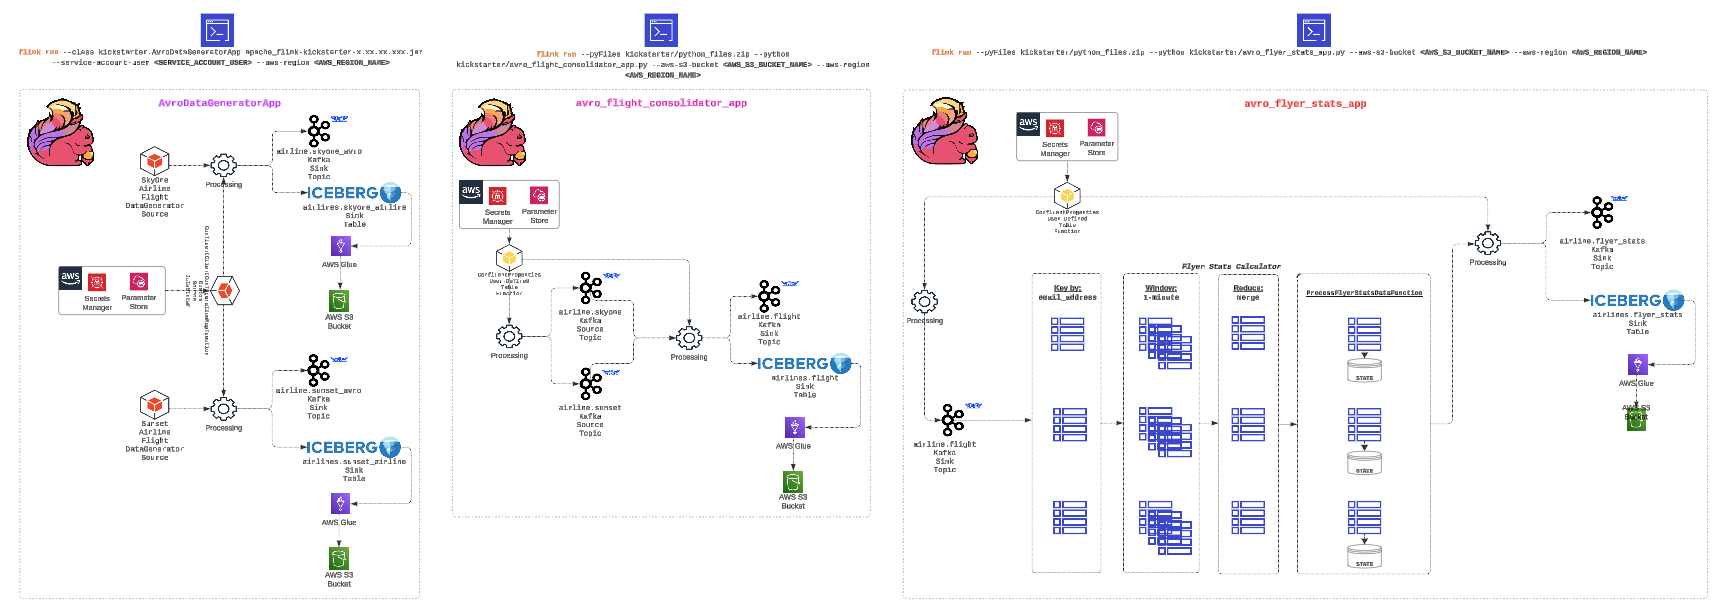 flink run --class kickstarter.AvroDataGeneratorApp apache_flink-kickstarter-x.xx.xx.xxx.jar
--service-account-user <SERVICE_ACCOUNT_USER> --aws-region <AWS_REGION_NAME>
AvroDataGeneratorApp
SkyOne
Airline
Flight
DataGenerator
Source
Processing
airline.skyone_avro
Kafka
Sink
Topic
ICEBERG
airlines.skyone_airline
Sink
Table
AWS Glue
AWS S3
Bucket
aws
Secrets
Manager
Parameter
Store
Sunset
Airline
Flight
DataGenerator
Source
Processing
airline.sunset_avro
Kafka
Sink
Topic
ICEBERG
airlines.sunset_airline
Sink
Table
AWS Glue
AWS S3
Bucket
flink run --pyFiles kickstarter/python_files.zip --python
kickstarter/avro_flight_consolidator_app.py --aws-s3-bucket <AWS_S3_BUCKET_NAME> --aws-region
<AWS_REGION_NAME>
avro_flight_consolidator_app
aws
Secrets
Manager
Parameter
Store
ConfluentProperties
User-Defined
Table
Function
Processing
airline.skyone
Kafka
Source
Topic
airline.sunset
Kafka
Source
Topic
Processing
airline.flight
Kafka
Sink
Topic
ICEBERG
airlines.flight
Sink
Table
AWS Glue
AWS S3
Bucket
flink run --pyFiles kickstarter/python_files.zip --python kickstarter/avro_flyer_stats_app.py --aws-s3-bucket <AWS_S3_BUCKET_NAME> --aws-region <AWS_REGION_NAME>
avro_flyer_stats_app
aws
Secrets
Manager
Parameter
Store
ConfluentProperties
User-Defined
Table
Function
Processing
airline.flight
Kafka
Sink
Topic
Flyer Stats Calculator
Key by:
email_address
Window:
1-minute
Reduce:
merge
ProcessFlyerStatsDataFunction
STATE
STATE
STATE
Processing
airline.flyer_stats
Kafka
Sink
Topic
ICEBERG
airlines.flyer_stats
Sink
Table
AWS Glue
AWS S3
Bucket